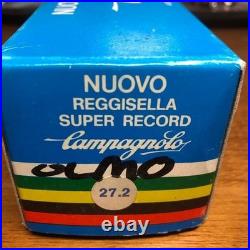 NUOVO
REGGISELLA
SUPER RECORD
Campagnolo
OLMO
27.2